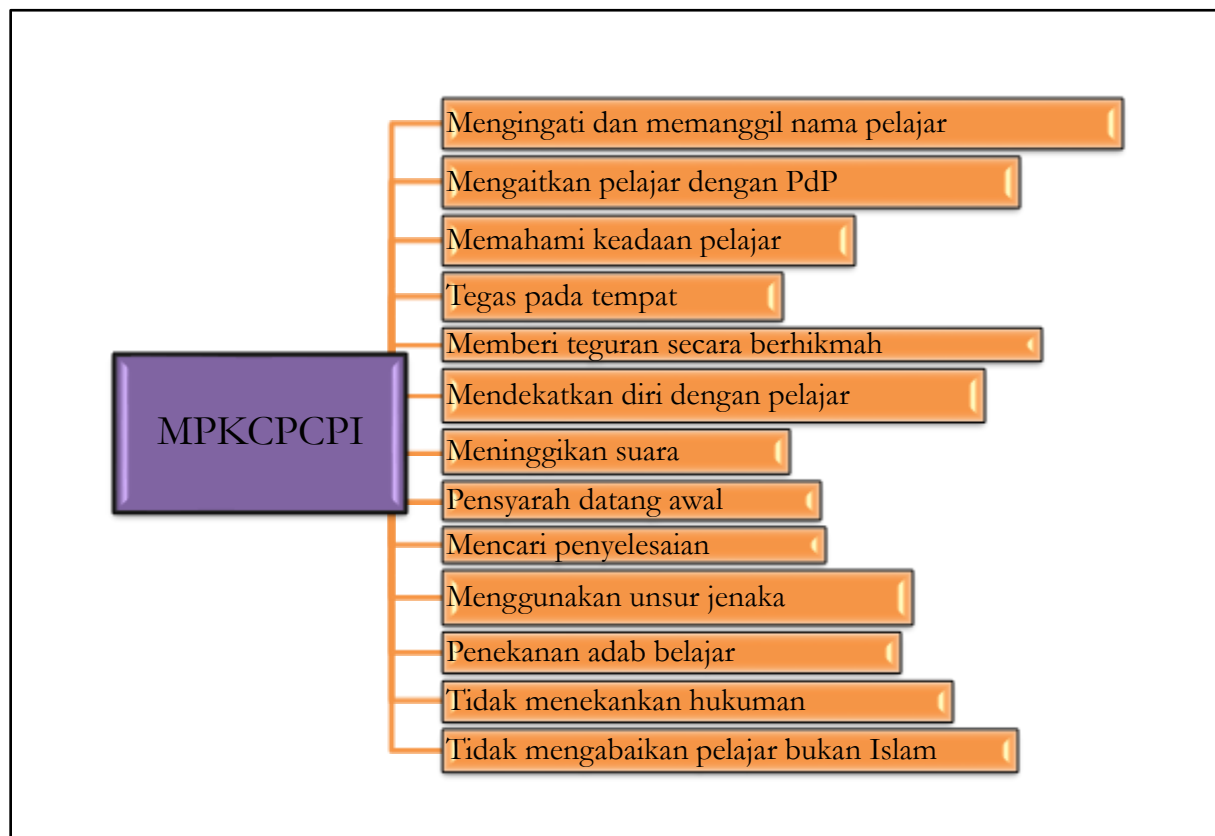 MPKCPCPI
Mengingati dan memanggil nama pelajar
Mengaitkan pelajar dengan PdP
Memahami keadaan pelajar
Tegas pada tempat
Memberi teguran secara berhikmah
Mendekatkan diri dengan pelajar
Meninggikan suara
Pensyarah datang awal
Mencari penyelesaian
Menggunakan unsur jenaka
Penekanan adab belajar
Tidak menekankan hukuman
Tidak mengabaikan pelajar bukan Islam